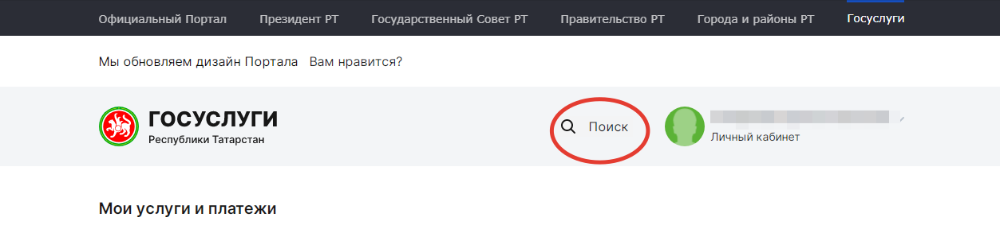 Официальный Портал Президент РТ Государственный Совет РТ Правительство РТ Города и районы РТ Госуслуги
Мы обновляем дизайн Портала Вам нравится?
ГОСУСЛУГИ
Республики Татарстан
Поиск
Личный кабинет
Мои услуги и платежи